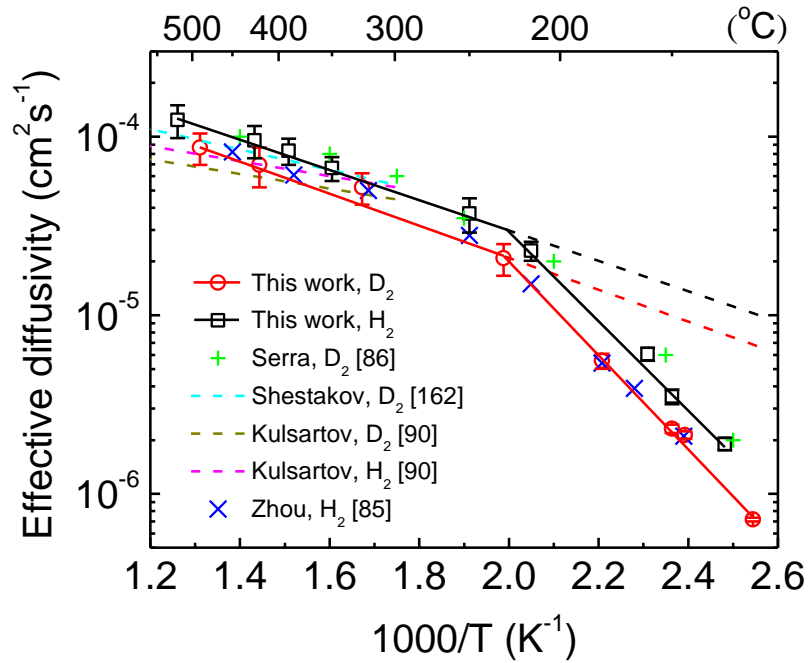 500 400 300 200 (°C)
Effective diffusivity (cm²s⁻¹)
10⁻⁴
10⁻⁵
10⁻⁶
This work, D₂
This work, H₂
Serra, D₂ [86]
Shestakov, D₂ [162]
Kulsartov, D₂ [90]
Kulsartov, H₂ [90]
Zhou, H₂ [85]
1.2 1.4 1.6 1.8 2.0 2.2 2.4 2.6
1000/T (K⁻¹)